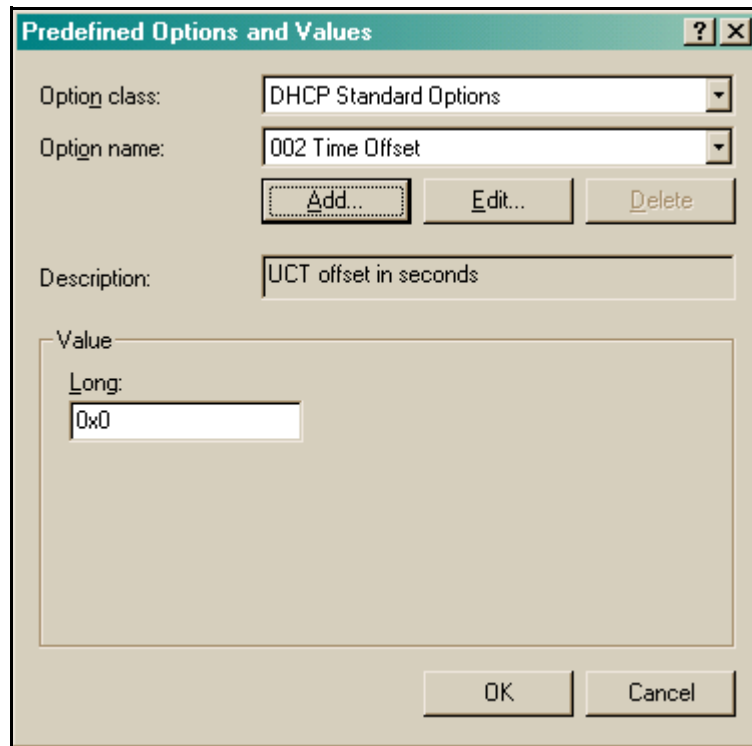 Predefined Options and Values
Option class: DHCP Standard Options
Option name: 002 Time Offset
Add... Edit... Delete
Description: UCT offset in seconds
Value
Long:
0x0
OK Cancel